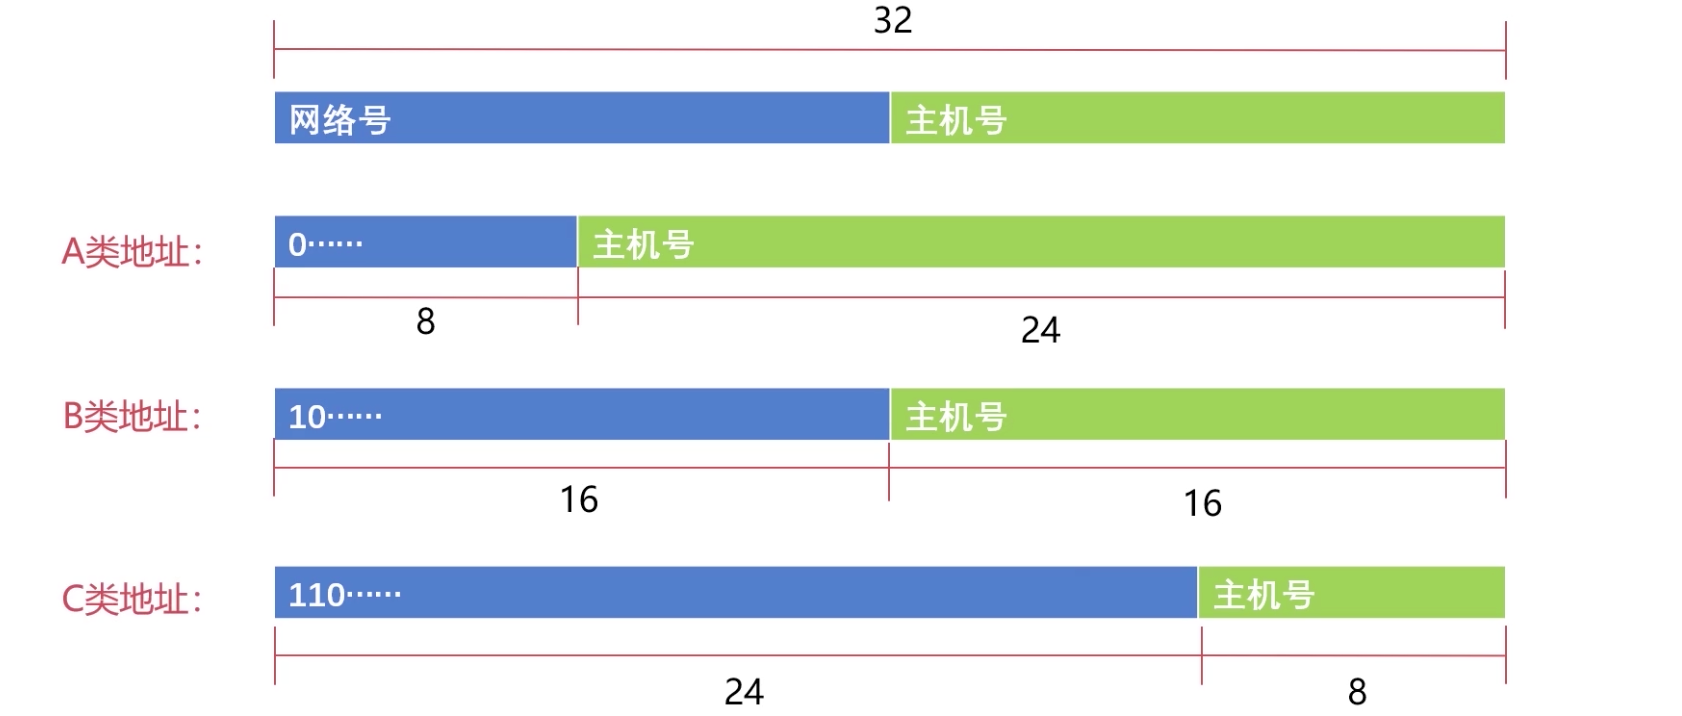 32
网络号 主机号
A类地址： 0…… 主机号
8 24
B类地址： 10…… 主机号
16 16
C类地址： 110…… 主机号
24 8